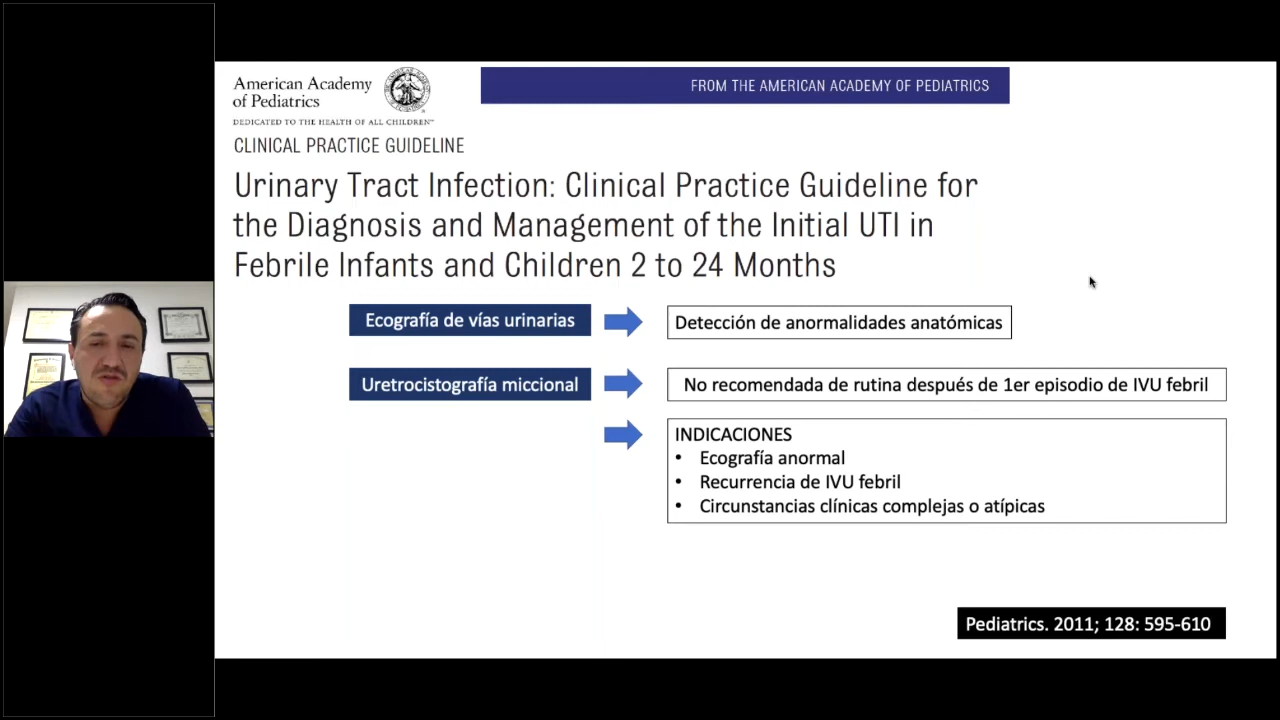 American Academy
of Pediatrics
DEDICATED TO THE HEALTH OF ALL CHILDREN™
FROM THE AMERICAN ACADEMY OF PEDIATRICS
CLINICAL PRACTICE GUIDELINE
Urinary Tract Infection: Clinical Practice Guideline for
the Diagnosis and Management of the Initial UTI in
Febrile Infants and Children 2 to 24 Months
Ecografía de vías urinarias
Detección de anormalidades anatómicas
Uretrocistografía miccional
No recomendada de rutina después de 1er episodio de IVU febril
INDICACIONES
• Ecografía anormal
• Recurrencia de IVU febril
• Circunstancias clínicas complejas o atípicas
Pediatrics. 2011; 128: 595-610